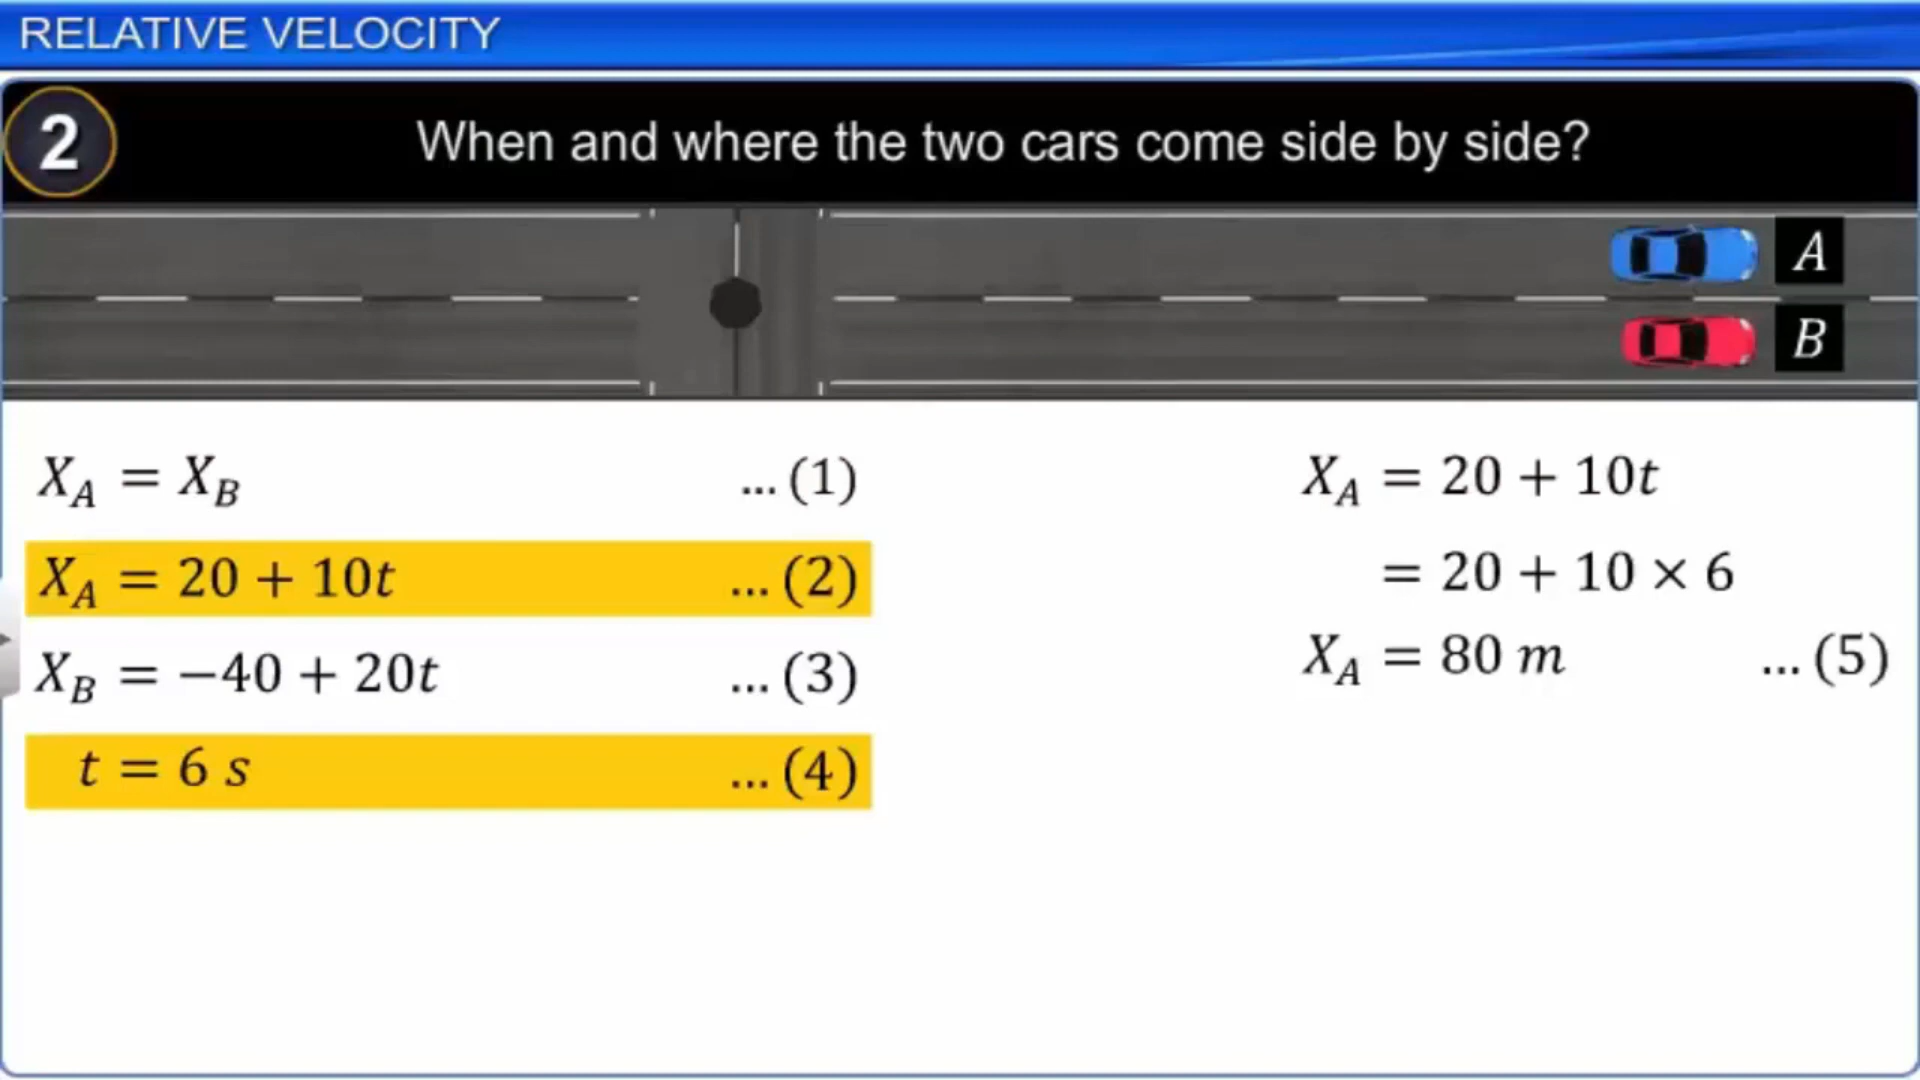 RELATIVE VELOCITY
2 When and where the two cars come side by side?
A
B
X_A = X_B ... (1)
X_A = 20 + 10t ... (2)
X_B = −40 + 20t ... (3)
t = 6 s ... (4)
X_A = 20 + 10t
= 20 + 10 × 6
X_A = 80 m ... (5)